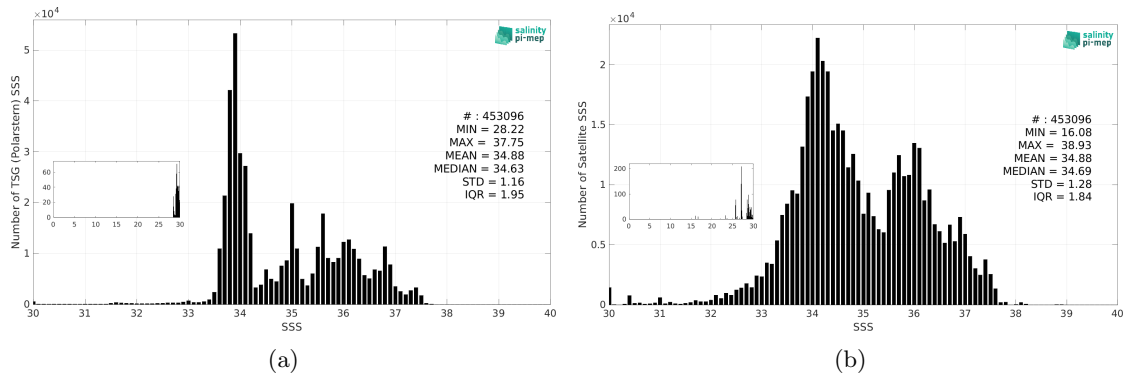 ×10⁴
5
4
3
2
1
0
Number of TSG (Polarstern) SSS
salinity
pi-mep
# : 453096
MIN = 28.22
MAX = 37.75
MEAN = 34.88
MEDIAN = 34.63
STD = 1.16
IQR = 1.95
60
40
20
0
0 5 10 15 20 25 30
30 31 32 33 34 35 36 37 38 39 40
SSS
(a)
×10⁴
2
1.5
1
0.5
0
Number of Satellite SSS
salinity
pi-mep
# : 453096
MIN = 16.08
MAX = 38.93
MEAN = 34.88
MEDIAN = 34.69
STD = 1.28
IQR = 1.84
200
100
0
0 5 10 15 20 25 30
30 31 32 33 34 35 36 37 38 39 40
SSS
(b)